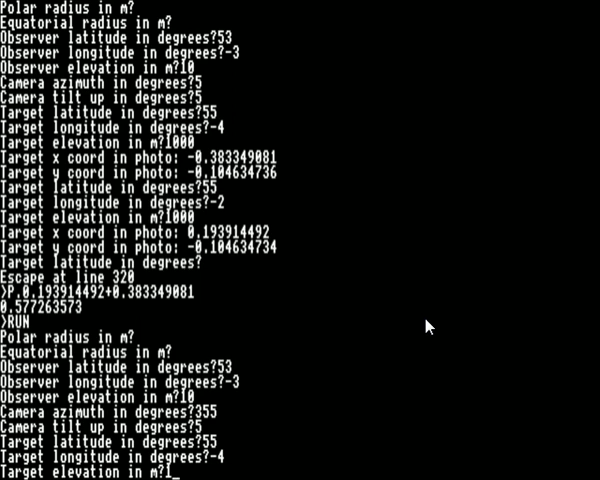 Polar radius in m?
Equatorial radius in m?
Observer latitude in degrees?53
Observer longitude in degrees?-3
Observer elevation in m?10
Camera azimuth in degrees?5
Camera tilt up in degrees?5
Target latitude in degrees?55
Target longitude in degrees?-4
Target elevation in m?1000
Target x coord in photo: -0.383349081
Target y coord in photo: -0.104634736
Target latitude in degrees?55
Target longitude in degrees?-2
Target elevation in m?1000
Target x coord in photo: 0.193914492
Target y coord in photo: -0.104634734
Target latitude in degrees?
Escape at line 320
>P.0.193914492+0.383349081
0.577263573
>RUN
Polar radius in m?
Equatorial radius in m?
Observer latitude in degrees?53
Observer longitude in degrees?-3
Observer elevation in m?10
Camera azimuth in degrees?355
Camera tilt up in degrees?5
Target latitude in degrees?55
Target longitude in degrees?-4
Target elevation in m?1_